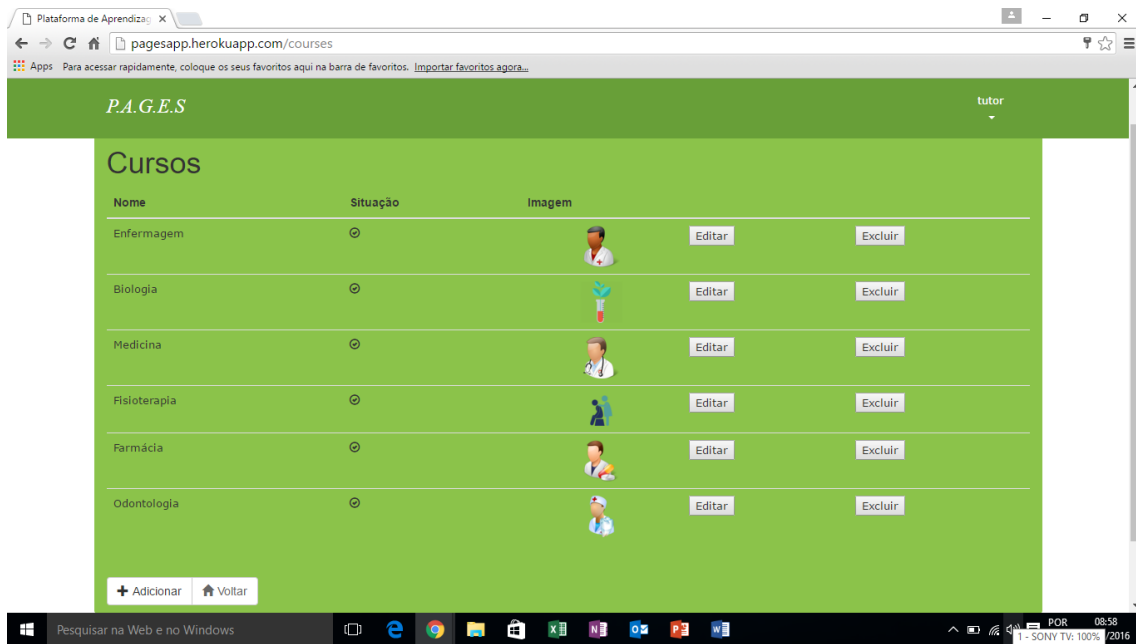 Plataforma de Aprendizag
pagesapp.herokuapp.com/courses
Apps Para acessar rapidamente, coloque os seus favoritos aqui na barra de favoritos. Importar favoritos agora...
P.A.G.E.S
tutor
Cursos
Nome Situação Imagem
Enfermagem Editar Excluir
Biologia Editar Excluir
Medicina Editar Excluir
Fisioterapia Editar Excluir
Farmácia Editar Excluir
Odontologia Editar Excluir
Adicionar Voltar
Pesquisar na Web e no Windows
POR 08:58
1 - SONY TV: 100% /2016